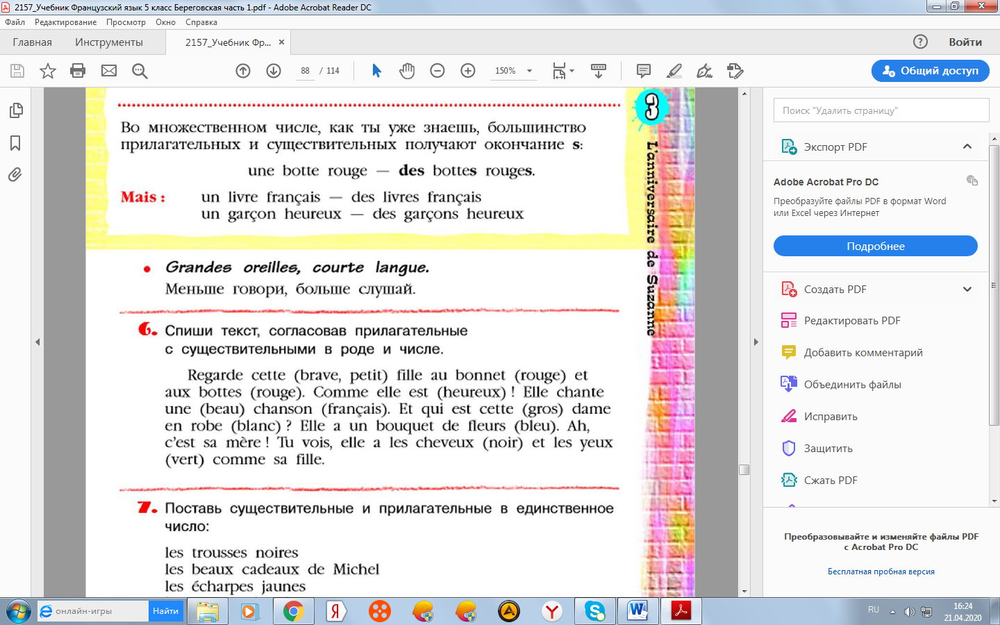 2157_Учебник Французский язык 5 класс Береговская часть 1.pdf - Adobe Acrobat Reader DC
Файл Редактирование Просмотр Окно Справка
Главная Инструменты 2157_Учебник Фр... × Войти
88 / 114 150% Общий доступ
3
L'anniversaire de Suzanne
Во множественном числе, как ты уже знаешь, большинство
прилагательных и существительных получают окончание s:
une botte rouge — des bottes rouges.
Mais : un livre français — des livres français
un garçon heureux — des garçons heureux
• Grandes oreilles, courte langue.
Меньше говори, больше слушай.
6. Спиши текст, согласовав прилагательные
с существительными в роде и числе.
Regarde cette (brave, petit) fille au bonnet (rouge) et
aux bottes (rouge). Comme elle est (heureux) ! Elle chante
une (beau) chanson (français). Et qui est cette (gros) dame
en robe (blanc) ? Elle a un bouquet de fleurs (bleu). Ah,
c'est sa mère ! Tu vois, elle a les cheveux (noir) et les yeux
(vert) comme sa fille.
7. Поставь существительные и прилагательные в единственное
число:
les trousses noires
les beaux cadeaux de Michel
les écharpes jaunes
Поиск "Удалить страницу"
Экспорт PDF
Adobe Acrobat Pro DC
Преобразуйте файлы PDF в формат Word
или Excel через Интернет
Подробнее
Создать PDF
Редактировать PDF
Добавить комментарий
Объединить файлы
Исправить
Защитить
Сжать PDF
Преобразовывайте и изменяйте файлы PDF
с Acrobat Pro DC
Бесплатная пробная версия
онлайн-игры Найти
RU 16:24
21.04.2020